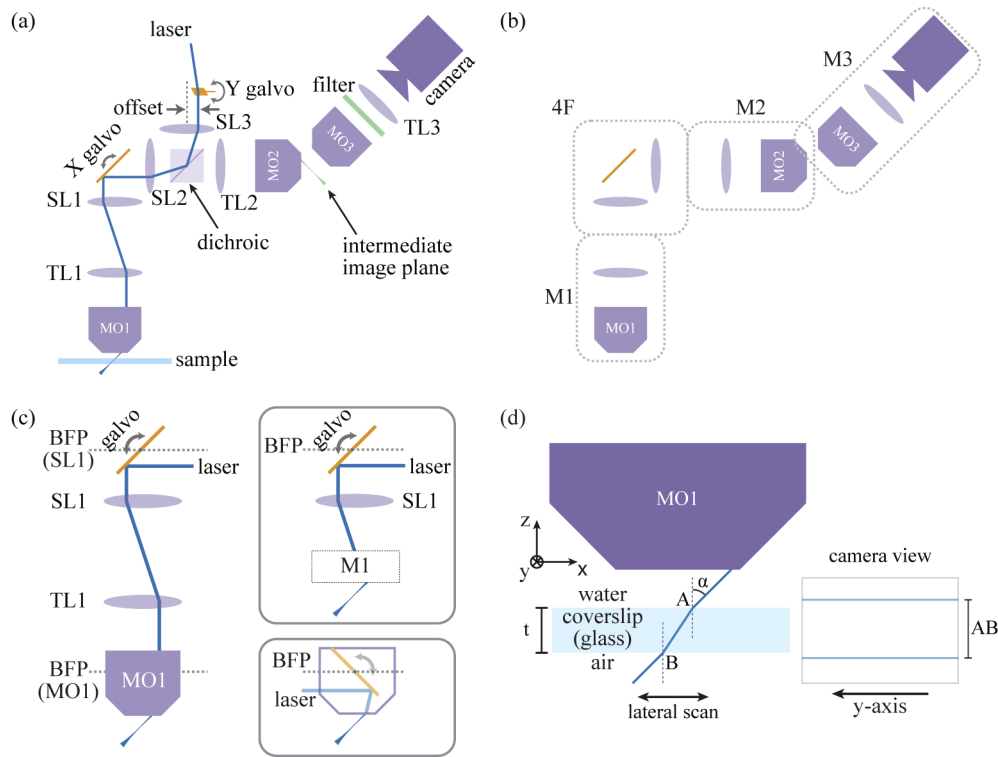 (a)
laser
Y galvo
offset
SL3
filter
camera
TL3
MO3
X galvo
MO2
SL1
SL2
TL2
dichroic
intermediate
image plane
TL1
MO1
sample
(b)
4F
M2
M3
MO3
MO2
M1
MO1
(c)
BFP
(SL1)
galvo
laser
SL1
TL1
BFP
(MO1)
MO1
galvo
BFP
laser
SL1
M1
BFP
laser
(d)
MO1
z
y
x
α
water
A
coverslip
(glass)
t
air
B
lateral scan
camera view
AB
y-axis